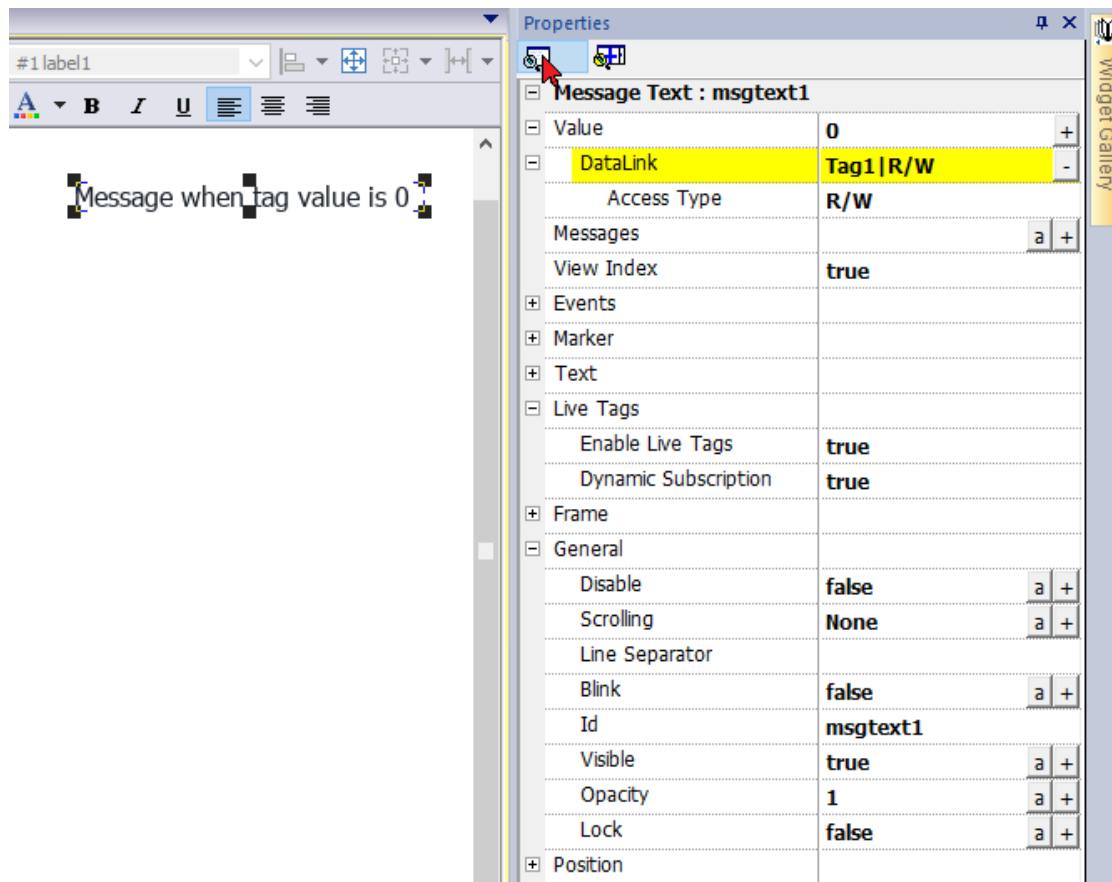 Properties
#1 label1
A B I U
Message Text : msgtext1
Value 0 +
DataLink Tag1|R/W -
Access Type R/W
Messages a +
View Index true
Events
Marker
Text
Live Tags
Enable Live Tags true
Dynamic Subscription true
Frame
General
Disable false a +
Scrolling None a +
Line Separator
Blink false a +
Id msgtext1
Visible true a +
Opacity 1 a +
Lock false a +
Position
Message when tag value is 0
Widget Gallery